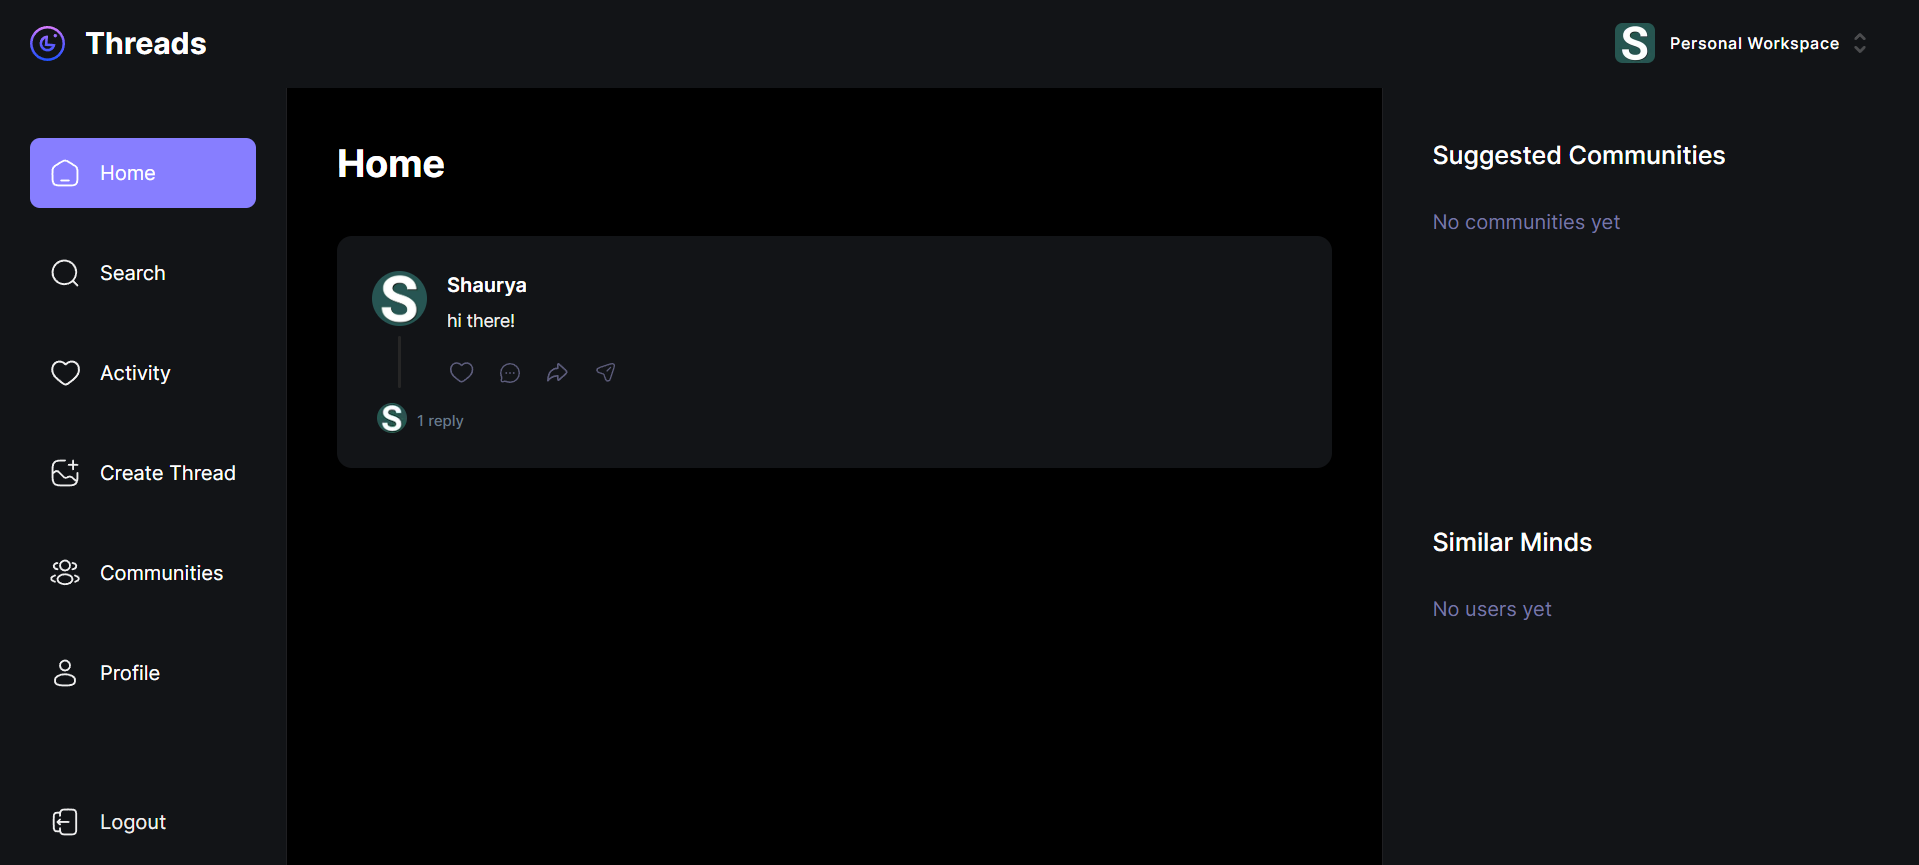 Threads
S Personal Workspace
Home
Search
Activity
Create Thread
Communities
Profile
Logout
Home
S Shaurya
hi there!
S 1 reply
Suggested Communities
No communities yet
Similar Minds
No users yet